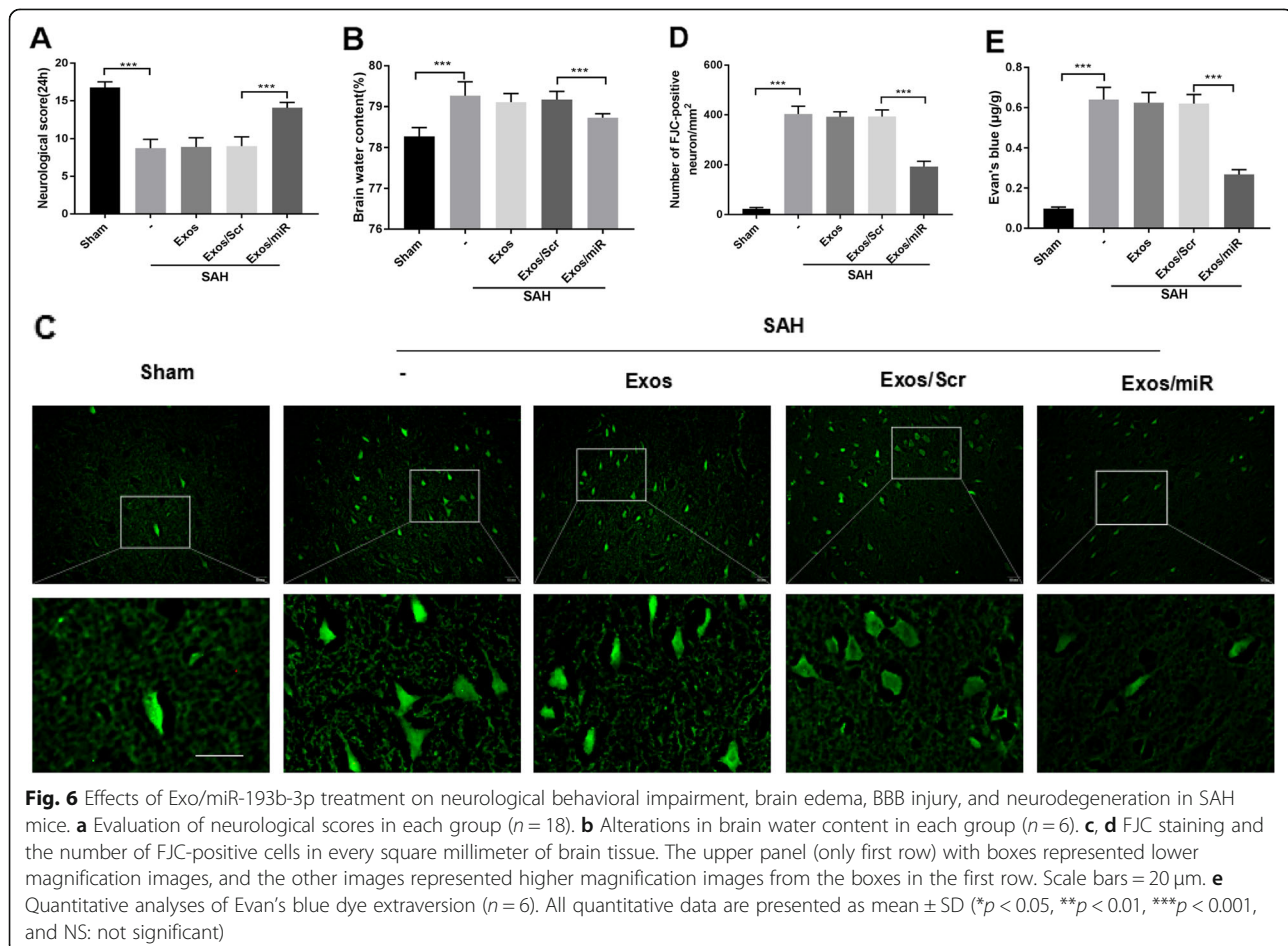 A
Neurological score(24h)
20
15
10
5
0
***
***
Sham
-
Exos
Exos/Scr
Exos/miR
SAH
B
Brain water content(%)
80
79
78
77
76
***
***
Sham
-
Exos
Exos/Scr
Exos/miR
SAH
D
Number of FJC-positive
neuron/mm²
600
400
200
0
***
***
Sham
-
Exos
Exos/Scr
Exos/miR
SAH
E
Evan's blue (µg/g)
0.8
0.6
0.4
0.2
0.0
***
***
Sham
-
Exos
Exos/Scr
Exos/miR
SAH
C
SAH
Sham
-
Exos
Exos/Scr
Exos/miR
Fig. 6 Effects of Exo/miR-193b-3p treatment on neurological behavioral impairment, brain edema, BBB injury, and neurodegeneration in SAH
mice. a Evaluation of neurological scores in each group (n = 18). b Alterations in brain water content in each group (n = 6). c, d FJC staining and
the number of FJC-positive cells in every square millimeter of brain tissue. The upper panel (only first row) with boxes represented lower
magnification images, and the other images represented higher magnification images from the boxes in the first row. Scale bars = 20 μm. e
Quantitative analyses of Evan's blue dye extraversion (n = 6). All quantitative data are presented as mean ± SD (*p < 0.05, **p < 0.01, ***p < 0.001,
and NS: not significant)